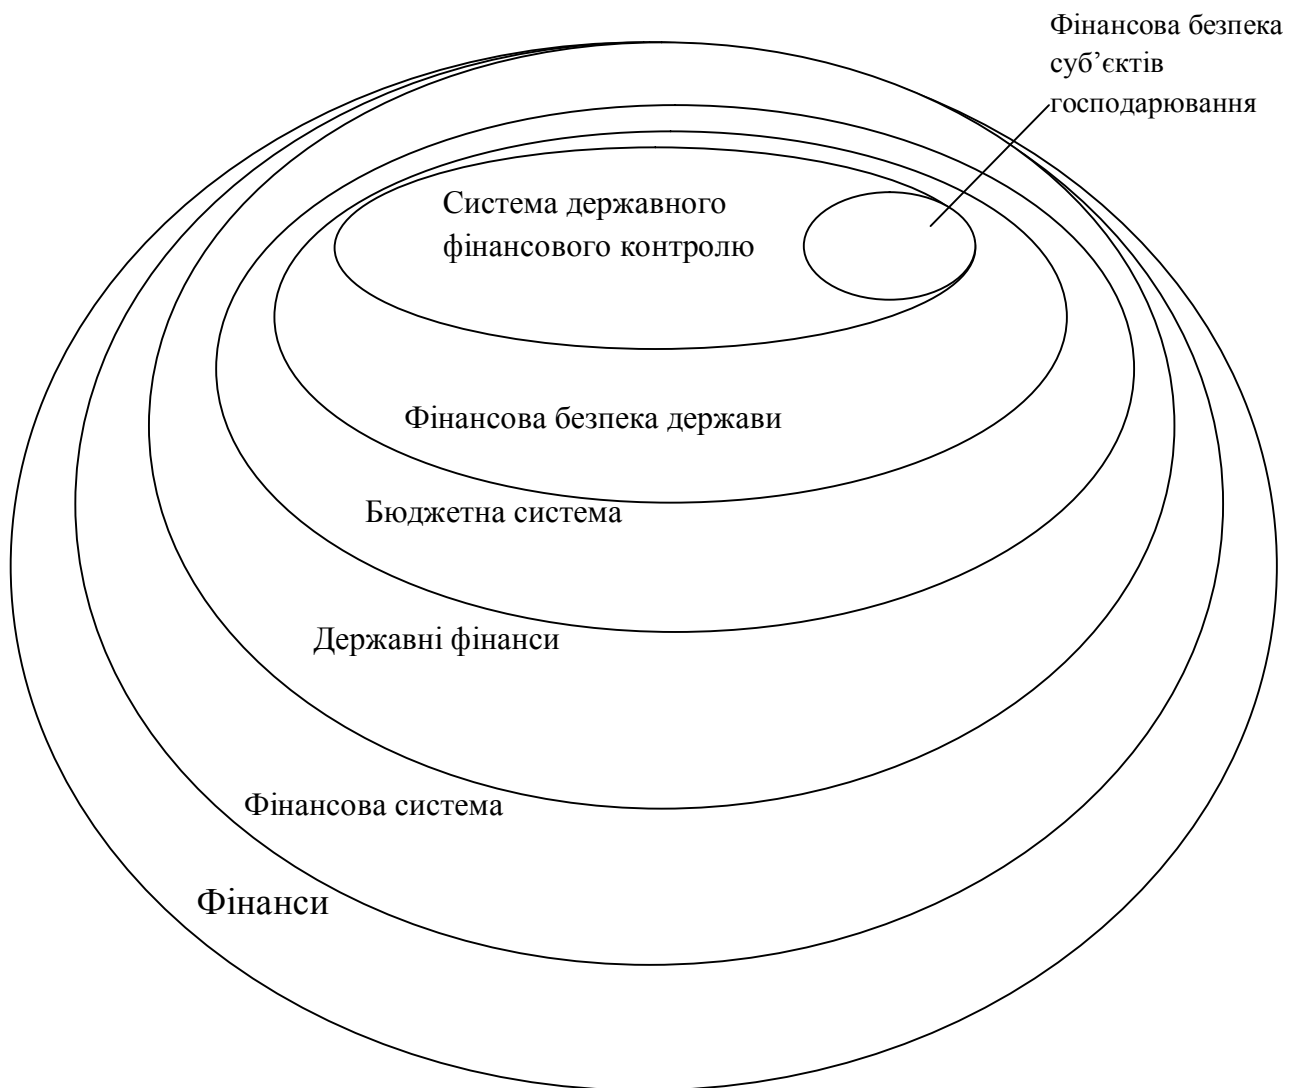 Фінансова безпека
суб’єктів
господарювання
Система державного
фінансового контролю
Фінансова безпека держави
Бюджетна система
Державні фінанси
Фінансова система
Фінанси